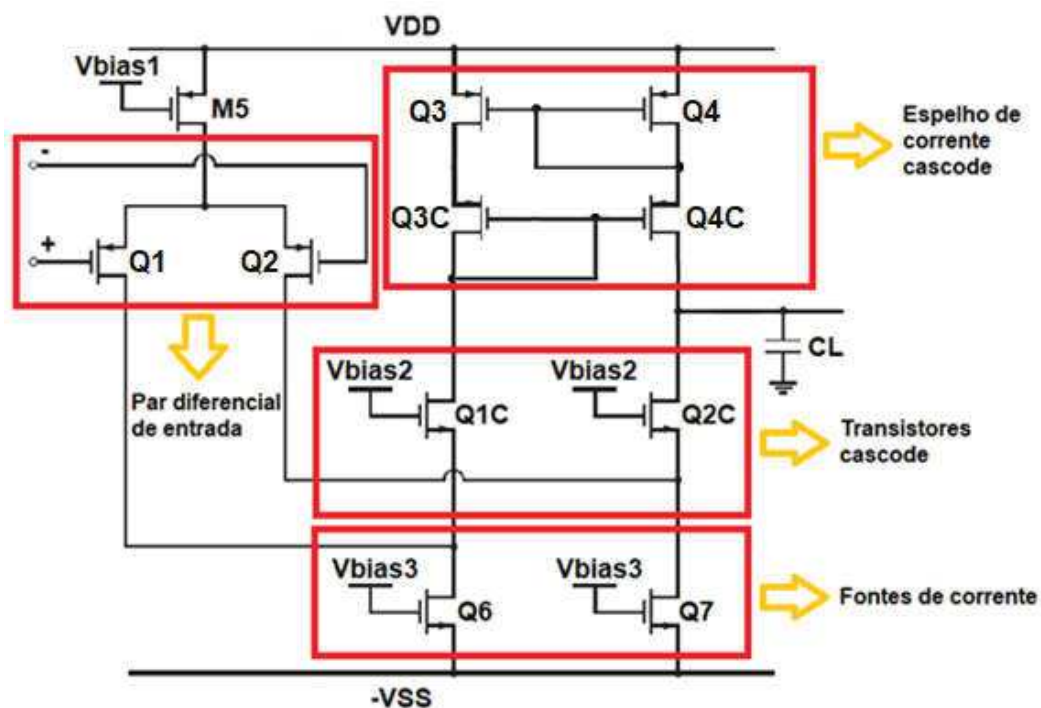 VDD
Vbias1
M5
Q3
Q4
Espelho de
corrente
cascode
-
+
Q1
Q2
Q3C
Q4C
CL
Par diferencial
de entrada
Vbias2
Vbias2
Q1C
Q2C
Transistores
cascode
Vbias3
Vbias3
Q6
Q7
Fontes de corrente
-VSS